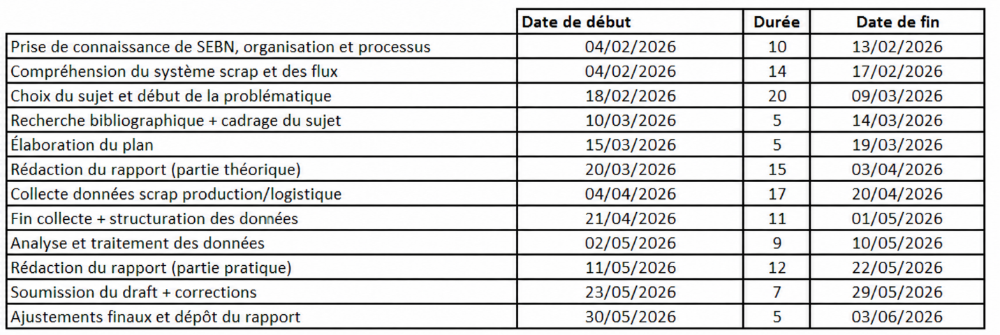 Date de début Durée Date de fin
Prise de connaissance de SEBN, organisation et processus 04/02/2026 10 13/02/2026
Compréhension du système scrap et des flux 04/02/2026 14 17/02/2026
Choix du sujet et début de la problématique 18/02/2026 20 09/03/2026
Recherche bibliographique + cadrage du sujet 10/03/2026 5 14/03/2026
Élaboration du plan 15/03/2026 5 19/03/2026
Rédaction du rapport (partie théorique) 20/03/2026 15 03/04/2026
Collecte données scrap production/logistique 04/04/2026 17 20/04/2026
Fin collecte + structuration des données 21/04/2026 11 01/05/2026
Analyse et traitement des données 02/05/2026 9 10/05/2026
Rédaction du rapport (partie pratique) 11/05/2026 12 22/05/2026
Soumission du draft + corrections 23/05/2026 7 29/05/2026
Ajustements finaux et dépôt du rapport 30/05/2026 5 03/06/2026